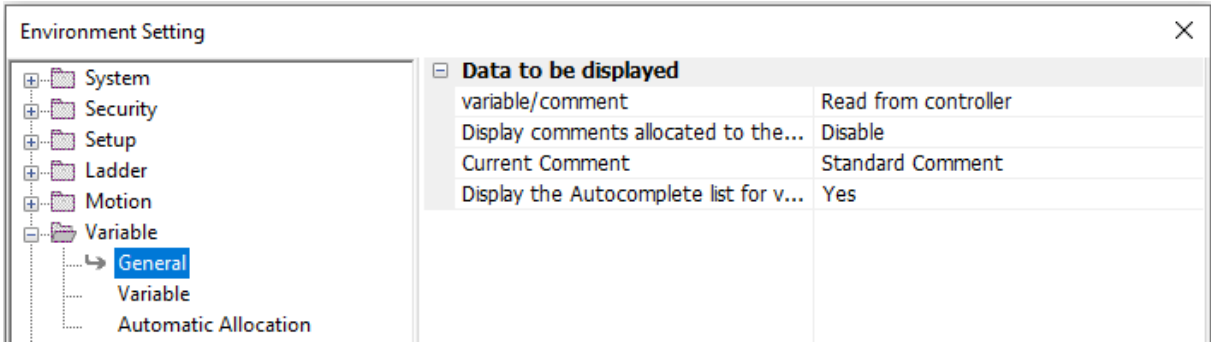 Environment Setting
System
Security
Setup
Ladder
Motion
Variable
General
Variable
Automatic Allocation
Data to be displayed
variable/comment Read from controller
Display comments allocated to the... Disable
Current Comment Standard Comment
Display the Autocomplete list for v... Yes